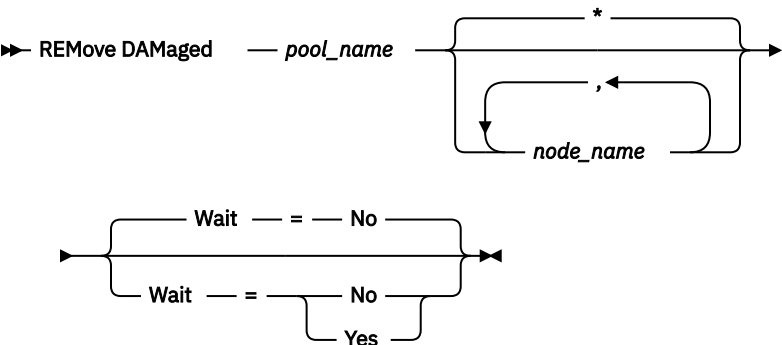 *
REMove DAMaged pool_name
,
node_name
Wait = No
Wait = No
Yes